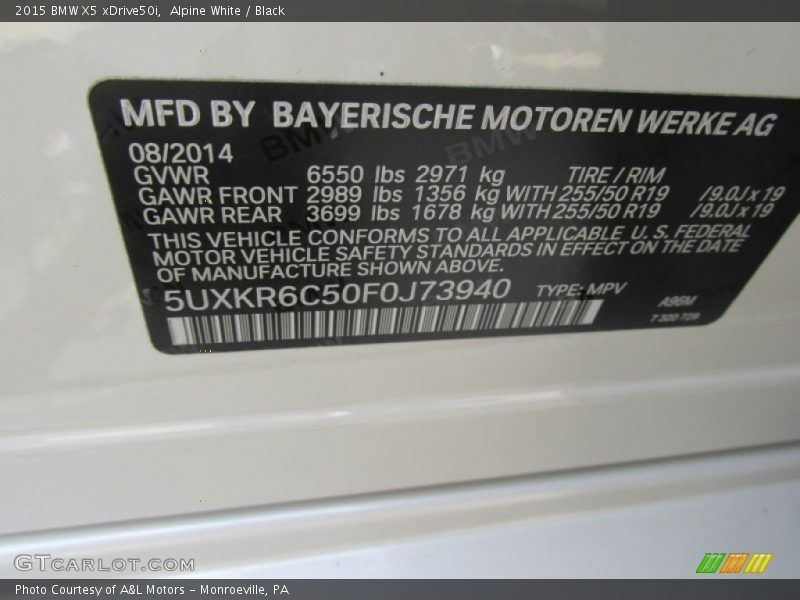 2015 BMW X5 xDrive50i, Alpine White / Black
MFD BY BAYERISCHE MOTOREN WERKE AG
08/2014
GVWR 6550 lbs 2971 kg TIRE / RIM
GAWR FRONT 2989 lbs 1356 kg WITH 255/50 R19 /9.0J x 19
GAWR REAR 3699 lbs 1678 kg WITH 255/50 R19 /9.0J x 19
THIS VEHICLE CONFORMS TO ALL APPLICABLE U.S. FEDERAL
MOTOR VEHICLE SAFETY STANDARDS IN EFFECT ON THE DATE
OF MANUFACTURE SHOWN ABOVE.
5UXKR6C50F0J73940 TYPE: MPV
A96M
7 320 729
GTCARLOT.COM
Photo Courtesy of A&L Motors - Monroeville, PA